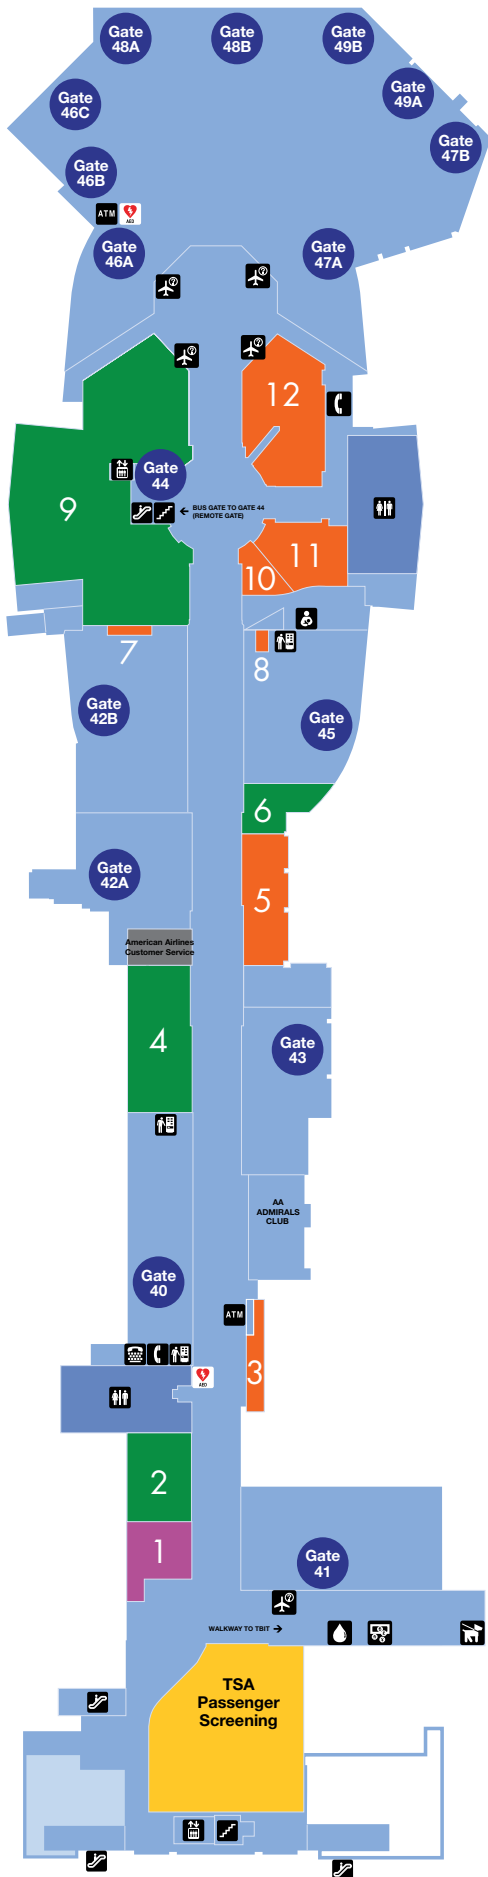 Gate
48A
Gate
48B
Gate
49B
Gate
46C
Gate
49A
Gate
47B
Gate
46B
ATM
AED
Gate
46A
Gate
47A
?
?
?
?
12
9
Gate
44
BUS GATE TO GATE 44
(REMOTE GATE)
11
10
7
8
Gate
42B
Gate
45
6
Gate
42A
5
American Airlines
Customer Service
4
Gate
43
AA
ADMIRALS
CLUB
Gate
40
ATM
3
AED
2
1
Gate
41
?
WALKWAY TO TBIT
TSA
Passenger
Screening